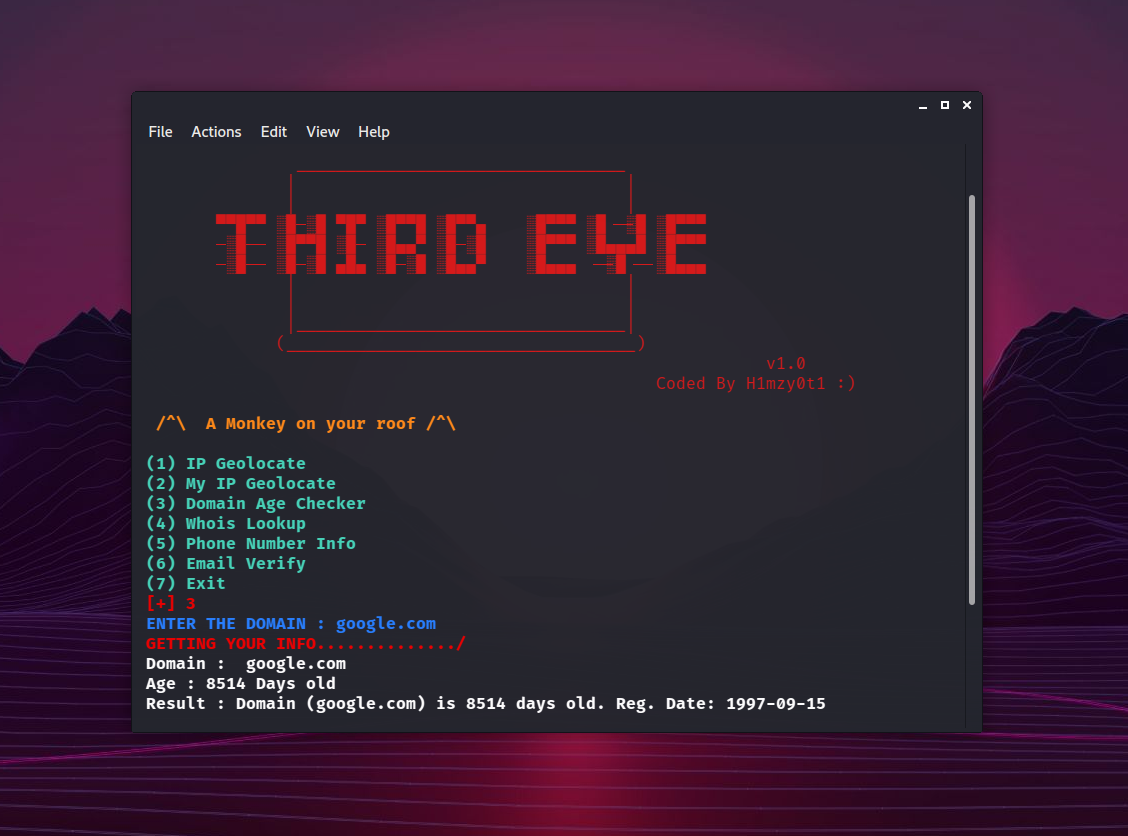 File Actions Edit View Help
THIRD EYE
v1.0
Coded By H1mzy0t1 :)
/^\ A Monkey on your roof /^\
(1) IP Geolocate
(2) My IP Geolocate
(3) Domain Age Checker
(4) Whois Lookup
(5) Phone Number Info
(6) Email Verify
(7) Exit
[+] 3
ENTER THE DOMAIN : google.com
GETTING YOUR INFO............../
Domain :  google.com
Age : 8514 Days old
Result : Domain (google.com) is 8514 days old. Reg. Date: 1997-09-15